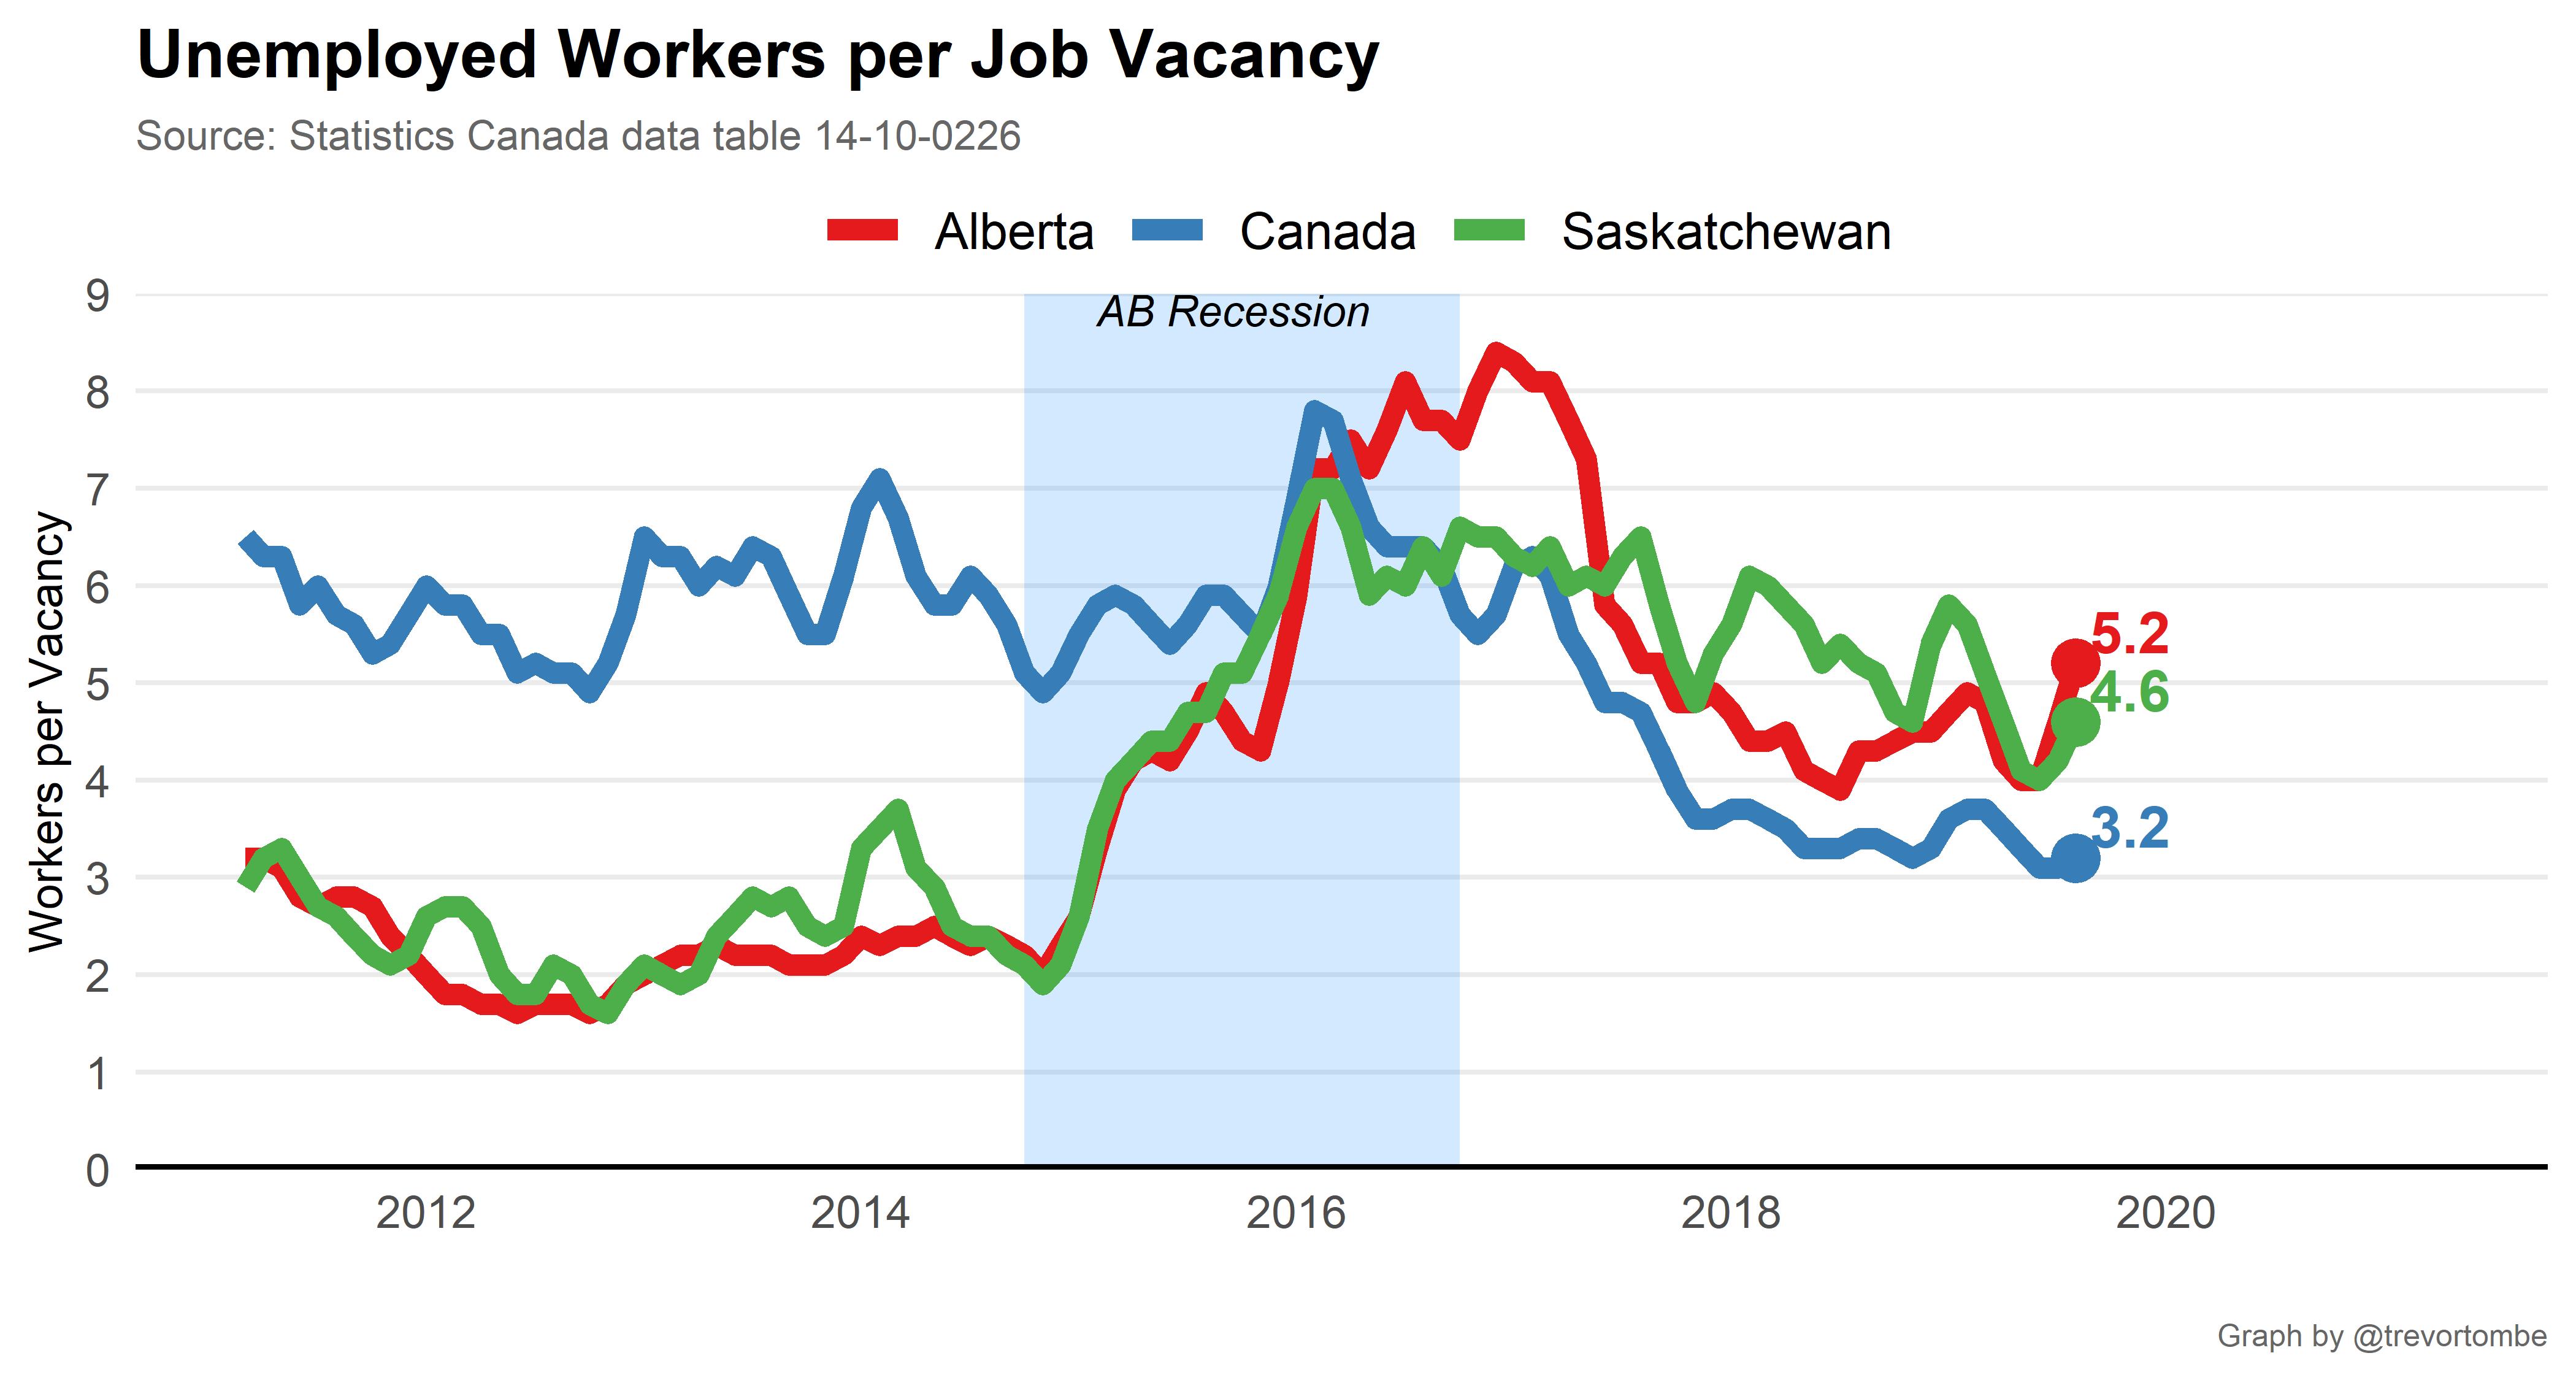 Unemployed Workers per Job Vacancy
Source: Statistics Canada data table 14-10-0226
Alberta Canada Saskatchewan
AB Recession
Workers per Vacancy
9
8
7
6
5
4
3
2
1
0
5.2
4.6
3.2
2012 2014 2016 2018 2020
Graph by @trevortombe